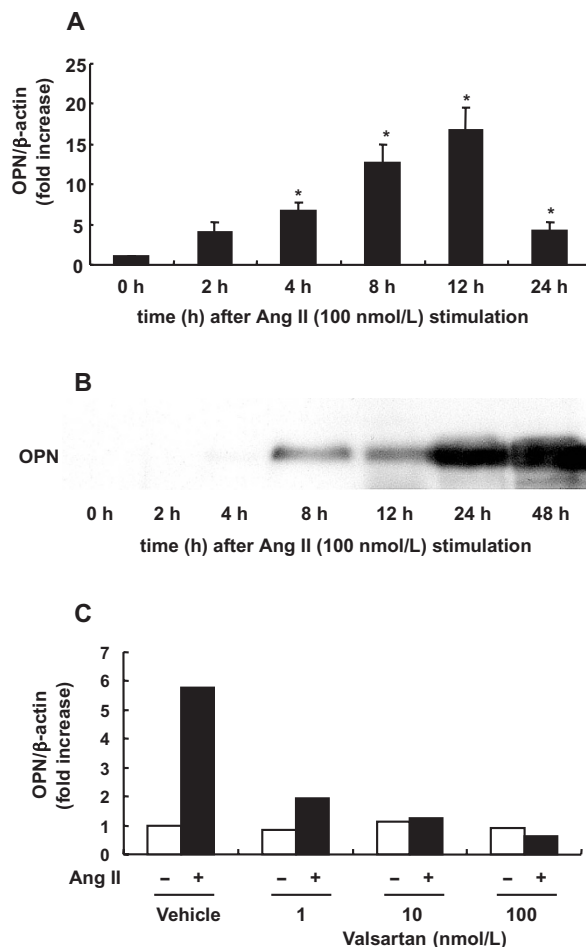 A
OPN/β-actin
(fold increase)
25
20
15
10
5
0
* * * *
0 h 2 h 4 h 8 h 12 h 24 h
time (h) after Ang II (100 nmol/L) stimulation
B
OPN
0 h 2 h 4 h 8 h 12 h 24 h 48 h
time (h) after Ang II (100 nmol/L) stimulation
C
OPN/β-actin
(fold increase)
7
6
5
4
3
2
1
0
Ang II – + – + – + – +
Vehicle 1 10 100
Valsartan (nmol/L)